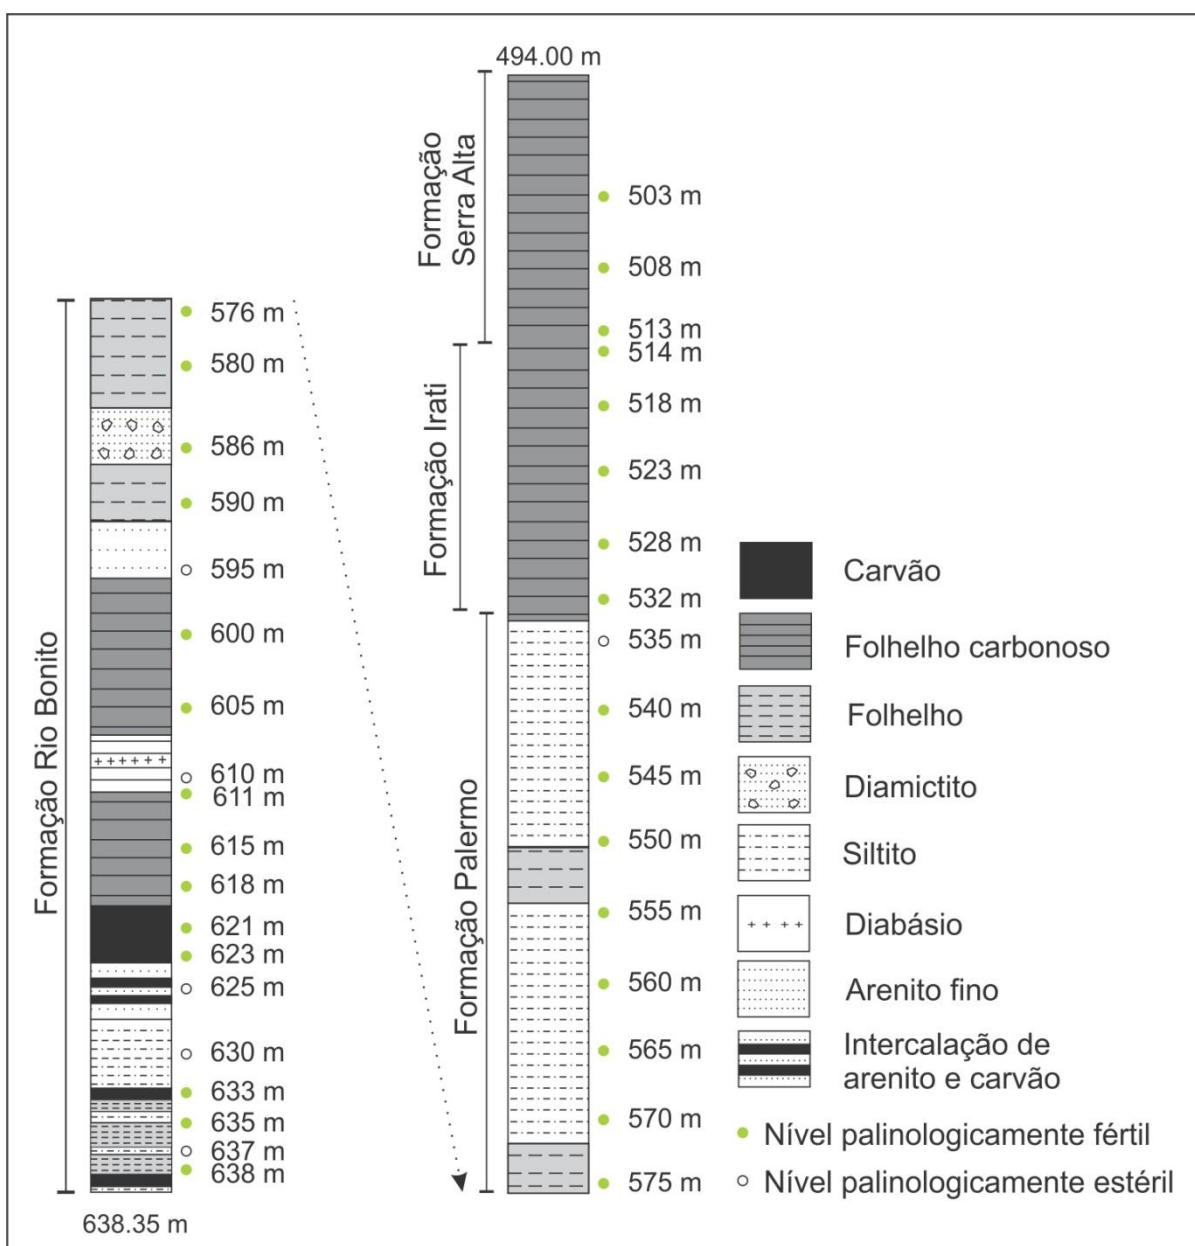 494.00 m
Formação
Serra Alta
503 m
508 m
513 m
514 m
Formação Irati
518 m
523 m
528 m
532 m
Formação Palermo
535 m
540 m
545 m
550 m
555 m
560 m
565 m
570 m
575 m
Formação Rio Bonito
576 m
580 m
586 m
590 m
595 m
600 m
605 m
610 m
611 m
615 m
618 m
621 m
623 m
625 m
630 m
633 m
635 m
637 m
638 m
638.35 m
Carvão
Folhelho carbonoso
Folhelho
Diamictito
Siltito
Diabásio
Arenito fino
Intercalação de
arenito e carvão
Nível palinologicamente fértil
Nível palinologicamente estéril